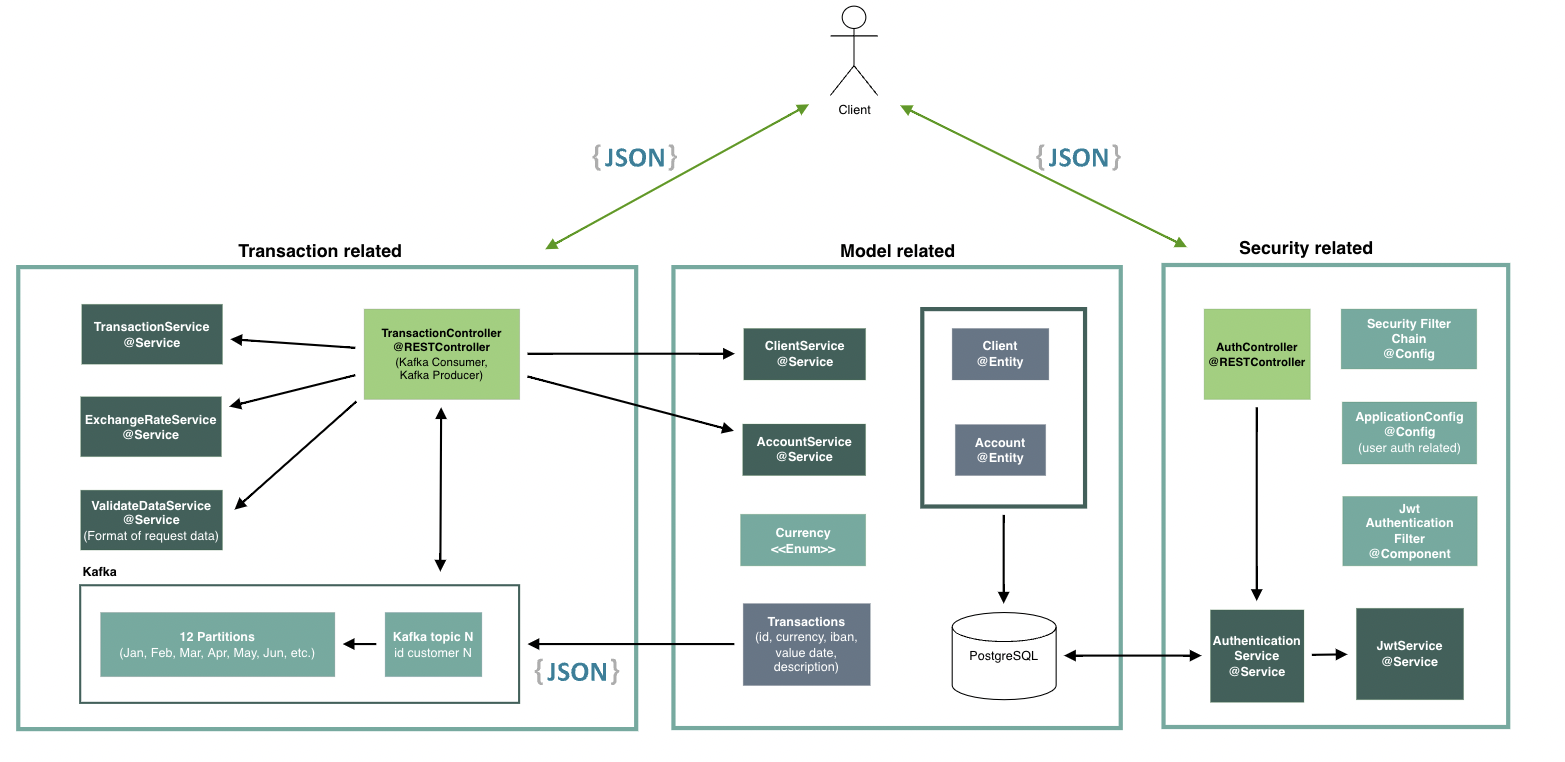 Client
{JSON}
{JSON}
Transaction related
TransactionService
@Service
ExchangeRateService
@Service
ValidateDataService
@Service
(Format of request data)
TransactionController
@RESTController
(Kafka Consumer,
Kafka Producer)
Kafka
12 Partitions
(Jan, Feb, Mar, Apr, May, Jun, etc.)
Kafka topic N
id customer N
{JSON}
Model related
ClientService
@Service
AccountService
@Service
Currency
<<Enum>>
Transactions
(id, currency, iban,
value date,
description)
Client
@Entity
Account
@Entity
PostgreSQL
Security related
AuthController
@RESTController
Security Filter
Chain
@Config
ApplicationConfig
@Config
(user auth related)
Jwt
Authentication
Filter
@Component
Authentication
Service
@Service
JwtService
@Service